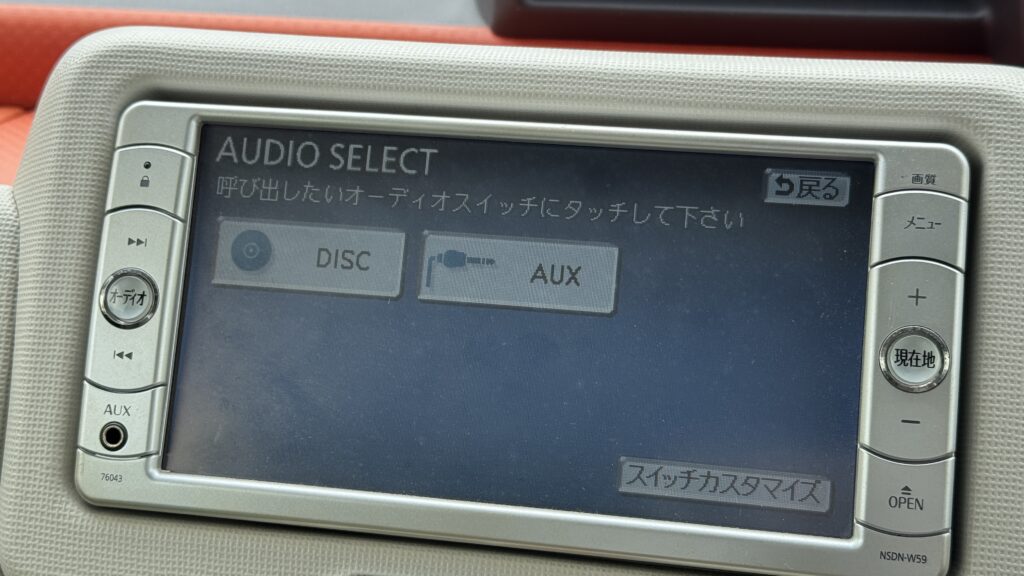 AUDIO SELECT
呼び出したいオーディオスイッチにタッチして下さい
戻る
DISC
AUX
スイッチカスタマイズ
オーディオ
AUX
76043
画質
メニュー
+
現在地
−
OPEN
NSDN-W59